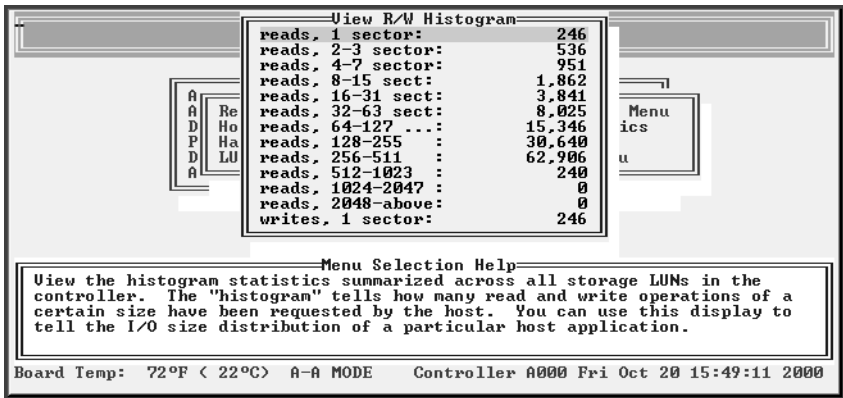 View R/W Histogram
reads, 1 sector: 246
reads, 2-3 sector: 536
reads, 4-7 sector: 951
reads, 8-15 sect: 1,862
reads, 16-31 sect: 3,841
reads, 32-63 sect: 8,025
reads, 64-127 ...: 15,346
reads, 128-255 : 30,640
reads, 256-511 : 62,906
reads, 512-1023 : 240
reads, 1024-2047 : 0
reads, 2048-above: 0
writes, 1 sector: 246
A
A Re Menu
D Ho ics
P Ha
D LU u
A
Menu Selection Help
View the histogram statistics summarized across all storage LUNs in the
controller. The "histogram" tells how many read and write operations of a
certain size have been requested by the host. You can use this display to
tell the I/O size distribution of a particular host application.
Board Temp: 72ºF ( 22ºC) A-A MODE Controller A000 Fri Oct 20 15:49:11 2000